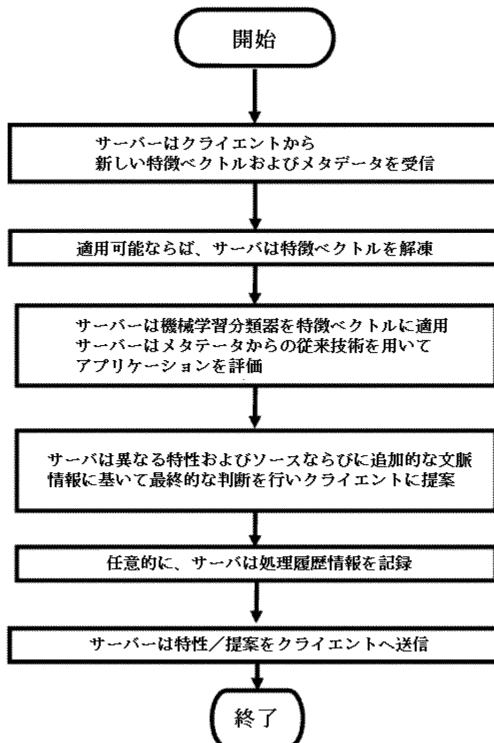 開始
サーバーはクライエントから
新しい特徴ベクトルおよびメタデータを受信
適用可能ならば、サーバは特徴ベクトルを解凍
サーバーは機械学習分類器を特徴ベクトルに適用
サーバーはメタテータからの従来技術を用いて
アプリケーションを評価
サーバは異なる特性およびソースならびに追加的な文脈
情報に基いて最終的な判断を行いクライエントに提案
任意的に、サーバは処理履歴情報を記録
サーバーは特性/提案をクライエントへ送信
終了